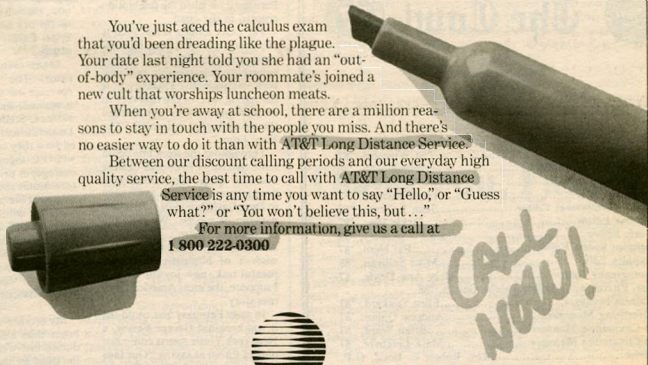 You've just aced the calculus exam
that you'd been dreading like the plague.
Your date last night told you she had an “out-
of-body” experience. Your roommate's joined a
new cult that worships luncheon meats.
When you're away at school, there are a million rea-
sons to stay in touch with the people you miss. And there's
no easier way to do it than with AT&T Long Distance Service.
Between our discount calling periods and our everyday high
quality service, the best time to call with AT&T Long Distance
Service is any time you want to say “Hello,” or “Guess
what?” or “You won't believe this, but...”
For more information, give us a call at
1 800 222-0300
CALL
NOW!